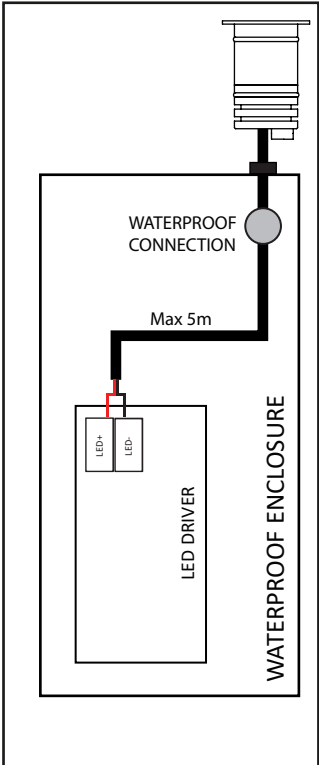 WATERPROOF
CONNECTION
Max 5m
LED+
LED-
LED DRIVER
WATERPROOF ENCLOSURE